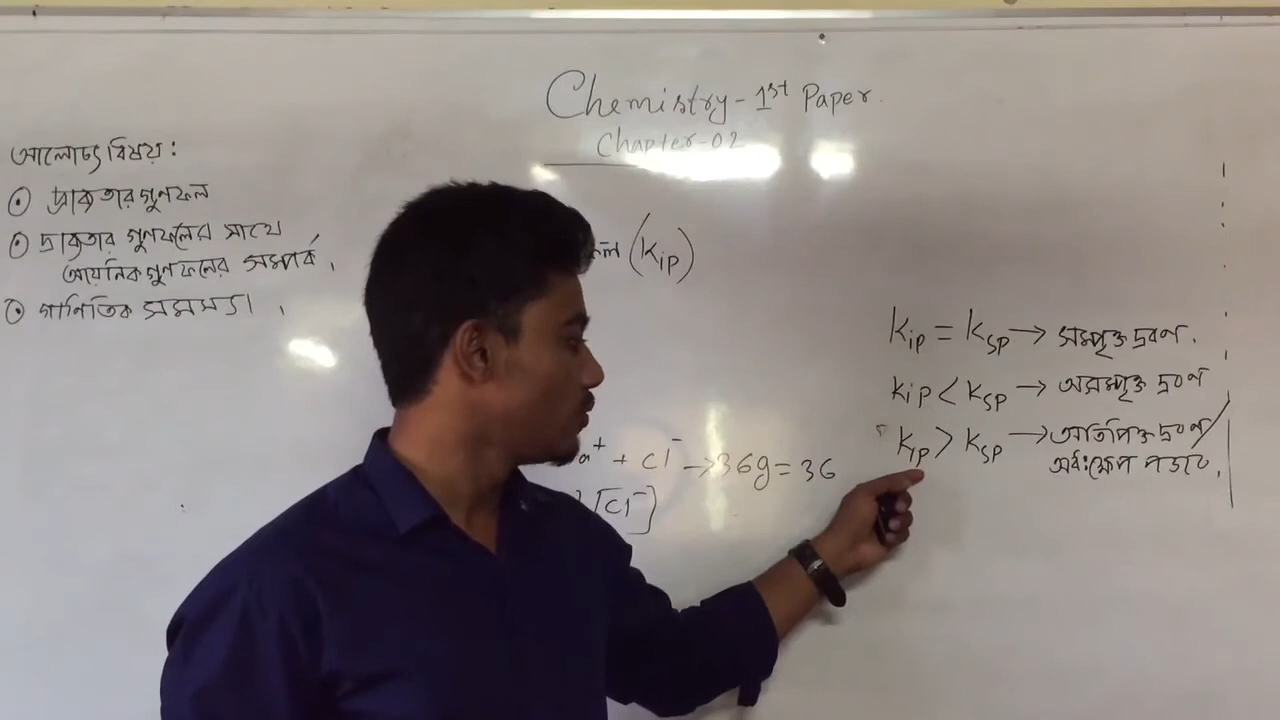 Chemistry - 1st Paper
Chapter-02
আলোচ্য বিষয়:
দ্রাব্যতার গুণফল
দ্রাব্যতার গুণফলের সাথে
আয়নিক গুণফলের সম্পর্ক,
গাণিতিক সমস্যা,
(Kip)
Kip = Ksp → সম্পৃক্ত দ্রবণ.
Kip < Ksp → অসম্পৃক্ত দ্রবণ
Kip > Ksp → অতিপৃক্ত দ্রবণ/
অধঃক্ষেপ পড়বে,
a⁺ + Cl⁻ → 36g = 36
[Cl⁻]